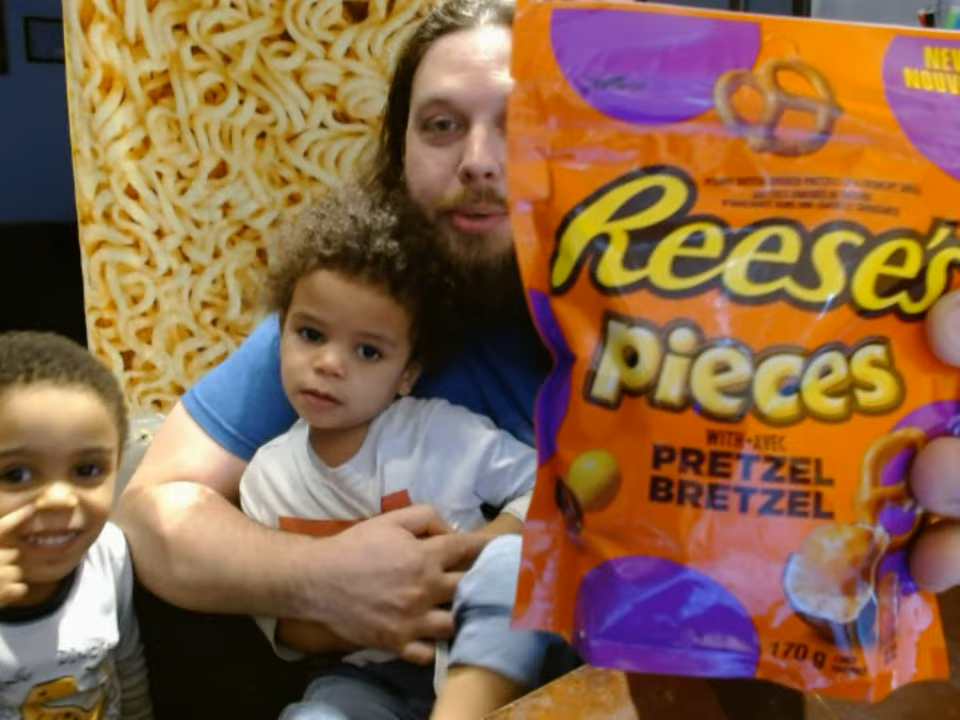 NEW
NOUV
Reese's
pieces
WITH • AVEC
PRETZEL
BRETZEL
170 g